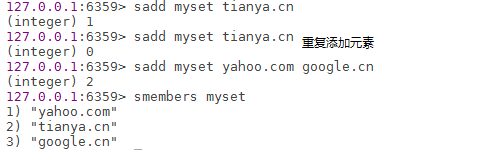 127.0.0.1:6359> sadd myset tianya.cn
(integer) 1
127.0.0.1:6359> sadd myset tianya.cn
重复添加元素
(integer) 0
127.0.0.1:6359> sadd myset yahoo.com google.cn
(integer) 2
127.0.0.1:6359> smembers myset
1) "yahoo.com"
2) "tianya.cn"
3) "google.cn"